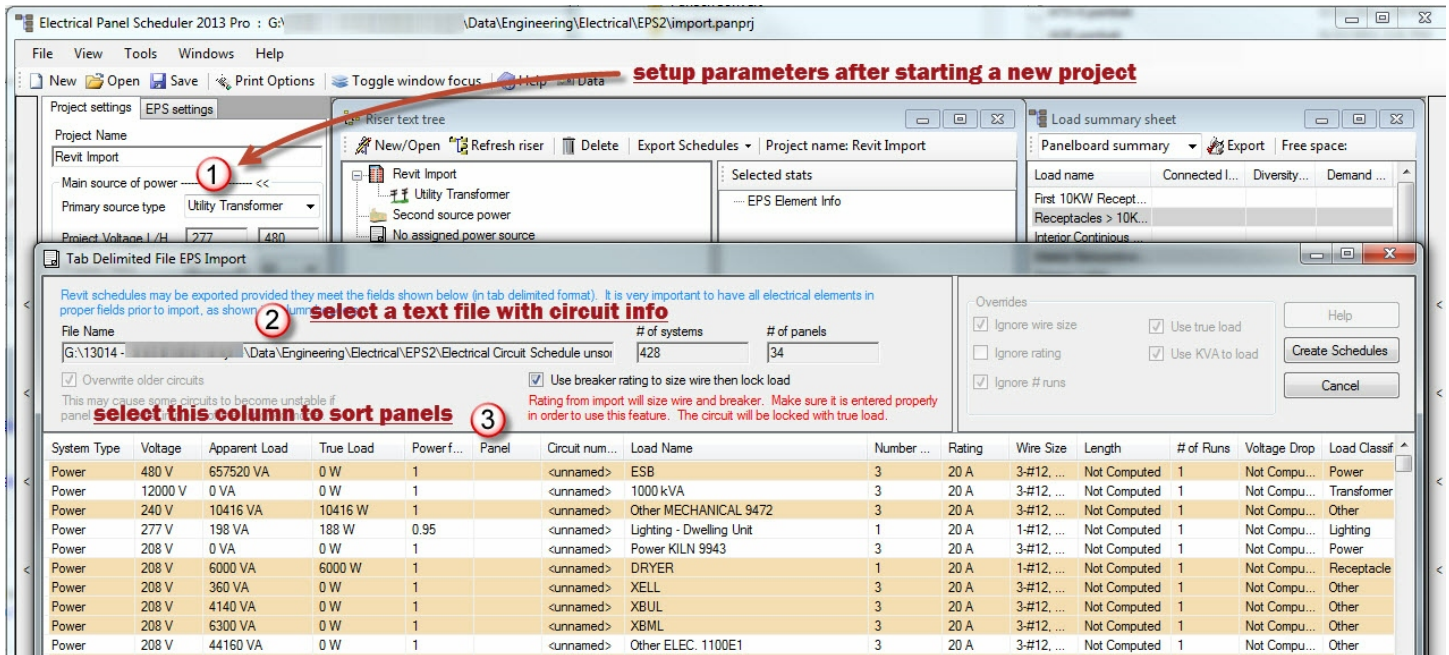 Electrical Panel Scheduler 2013 Pro : G:\ \Data\Engineering\Electrical\EPS2\import.panprj
File View Tools Windows Help
New Open Save Print Options Toggle window focus Help Data
setup parameters after starting a new project
Project settings EPS settings
Project Name
Revit Import
1
Main source of power <<
Primary source type Utility Transformer
Project Voltage L/H 277 480
Riser text tree
New/Open Refresh riser Delete Export Schedules Project name: Revit Import
Revit Import
Utility Transformer
Second source power
No assigned power source
Selected stats
EPS Element Info
Load summary sheet
Panelboard summary Export Free space:
Load name Connected l... Diversity... Demand ...
First 10KW Recept...
Receptacles > 10K...
Interior Continious ...
Tab Delimited File EPS Import
Revit schedules may be exported provided they meet the fields shown below (in tab delimited format). It is very important to have all electrical elements in
proper fields prior to import, as shown
2 select a text file with circuit info
File Name # of systems # of panels
G:\13014 - \Data\Engineering\Electrical\EPS2\Electrical Circuit Schedule unsor 428 34
Overwrite older circuits
This may cause some circuits to become unstable if
panel
Use breaker rating to size wire then lock load
Rating from import will size wire and breaker. Make sure it is entered properly
in order to use this feature. The circuit will be locked with true load.
select this column to sort panels 3
Overrides
Ignore wire size Use true load
Ignore rating Use KVA to load
Ignore # runs
Help
Create Schedules
Cancel
System Type Voltage Apparent Load True Load Power f... Panel Circuit num... Load Name Number ... Rating Wire Size Length # of Runs Voltage Drop Load Classif
Power 480 V 657520 VA 0 W 1 <unnamed> ESB 3 20 A 3-#12, ... Not Computed 1 Not Compu... Power
Power 12000 V 0 VA 0 W 1 <unnamed> 1000 kVA 3 20 A 3-#12, ... Not Computed 1 Not Compu... Transformer
Power 240 V 10416 VA 10416 W 1 <unnamed> Other MECHANICAL 9472 3 20 A 3-#12, ... Not Computed 1 Not Compu... Other
Power 277 V 198 VA 188 W 0.95 <unnamed> Lighting - Dwelling Unit 1 20 A 1-#12, ... Not Computed 1 Not Compu... Lighting
Power 208 V 0 VA 0 W 1 <unnamed> Power KILN 9943 3 20 A 3-#12, ... Not Computed 1 Not Compu... Power
Power 208 V 6000 VA 6000 W 1 <unnamed> DRYER 1 20 A 1-#12, ... Not Computed 1 Not Compu... Receptacle
Power 208 V 360 VA 0 W 1 <unnamed> XELL 3 20 A 3-#12, ... Not Computed 1 Not Compu... Other
Power 208 V 4140 VA 0 W 1 <unnamed> XBUL 3 20 A 3-#12, ... Not Computed 1 Not Compu... Other
Power 208 V 6300 VA 0 W 1 <unnamed> XBML 3 20 A 3-#12, ... Not Computed 1 Not Compu... Other
Power 208 V 44160 VA 0 W 1 <unnamed> Other ELEC. 1100E1 3 20 A 3-#12, ... Not Computed 1 Not Compu... Other